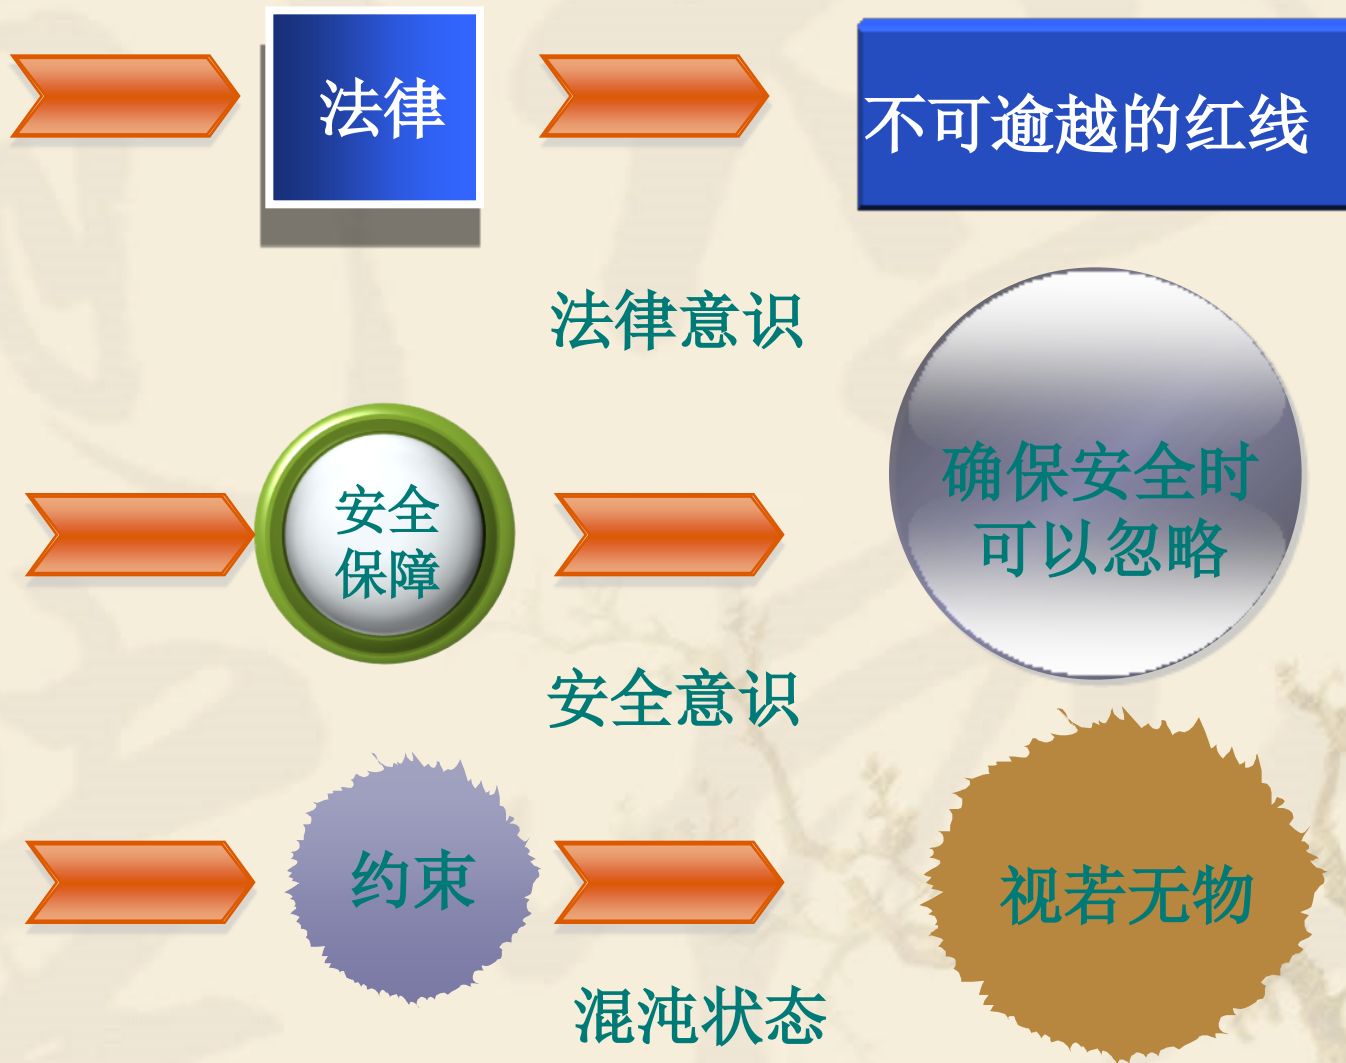 法律
不可逾越的红线
法律意识
安全
保障
确保安全时
可以忽略
安全意识
约束
视若无物
混沌状态